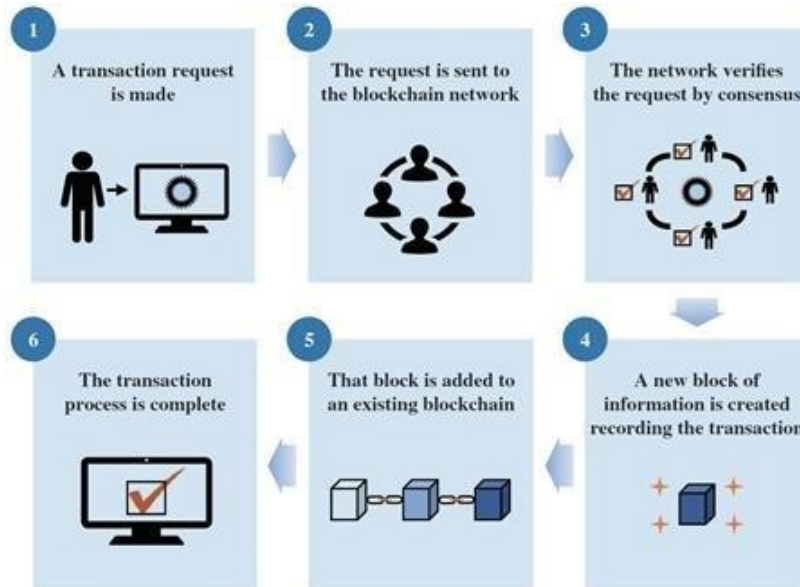 1
A transaction request
is made
2
The request is sent to
the blockchain network
3
The network verifies
the request by consensus
4
A new block of
information is created
recording the transaction
5
That block is added to
an existing blockchain
6
The transaction
process is complete